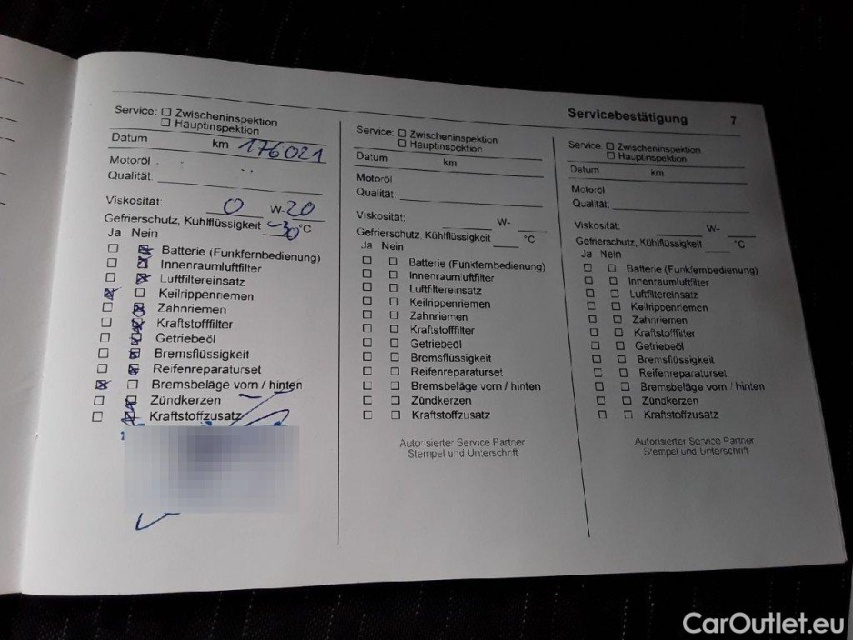 Servicebestätigung 7
Service: Zwischeninspektion
Hauptinspektion
Datum km 176021
Motoröl
Qualität:
Viskosität: 0 W-20
Gefrierschutz, Kühlflüssigkeit -30 °C
Ja Nein
Batterie (Funkfernbedienung)
Innenraumluftfilter
Luftfiltereinsatz
Keilrippenriemen
Zahnriemen
Kraftstofffilter
Getriebeöl
Bremsflüssigkeit
Reifenreparaturset
Bremsbeläge vorn / hinten
Zündkerzen
Kraftstoffzusatz
Service: Zwischeninspektion
Hauptinspektion
Datum km
Motoröl
Qualität:
Viskosität: W-
Gefrierschutz, Kühlflüssigkeit °C
Ja Nein
Batterie (Funkfernbedienung)
Innenraumluftfilter
Luftfiltereinsatz
Keilrippenriemen
Zahnriemen
Kraftstofffilter
Getriebeöl
Bremsflüssigkeit
Reifenreparaturset
Bremsbeläge vorn / hinten
Zündkerzen
Kraftstoffzusatz
Autorisierter Service Partner
Stempel und Unterschrift
Service: Zwischeninspektion
Hauptinspektion
Datum km
Motoröl
Qualität:
Viskosität: W-
Gefrierschutz, Kühlflüssigkeit °C
Ja Nein
Batterie (Funkfernbedienung)
Innenraumluftfilter
Luftfiltereinsatz
Keilrippenriemen
Zahnriemen
Kraftstofffilter
Getriebeöl
Bremsflüssigkeit
Reifenreparaturset
Bremsbeläge vorn / hinten
Zündkerzen
Kraftstoffzusatz
Autorisierter Service Partner
Stempel und Unterschrift
CarOutlet.eu